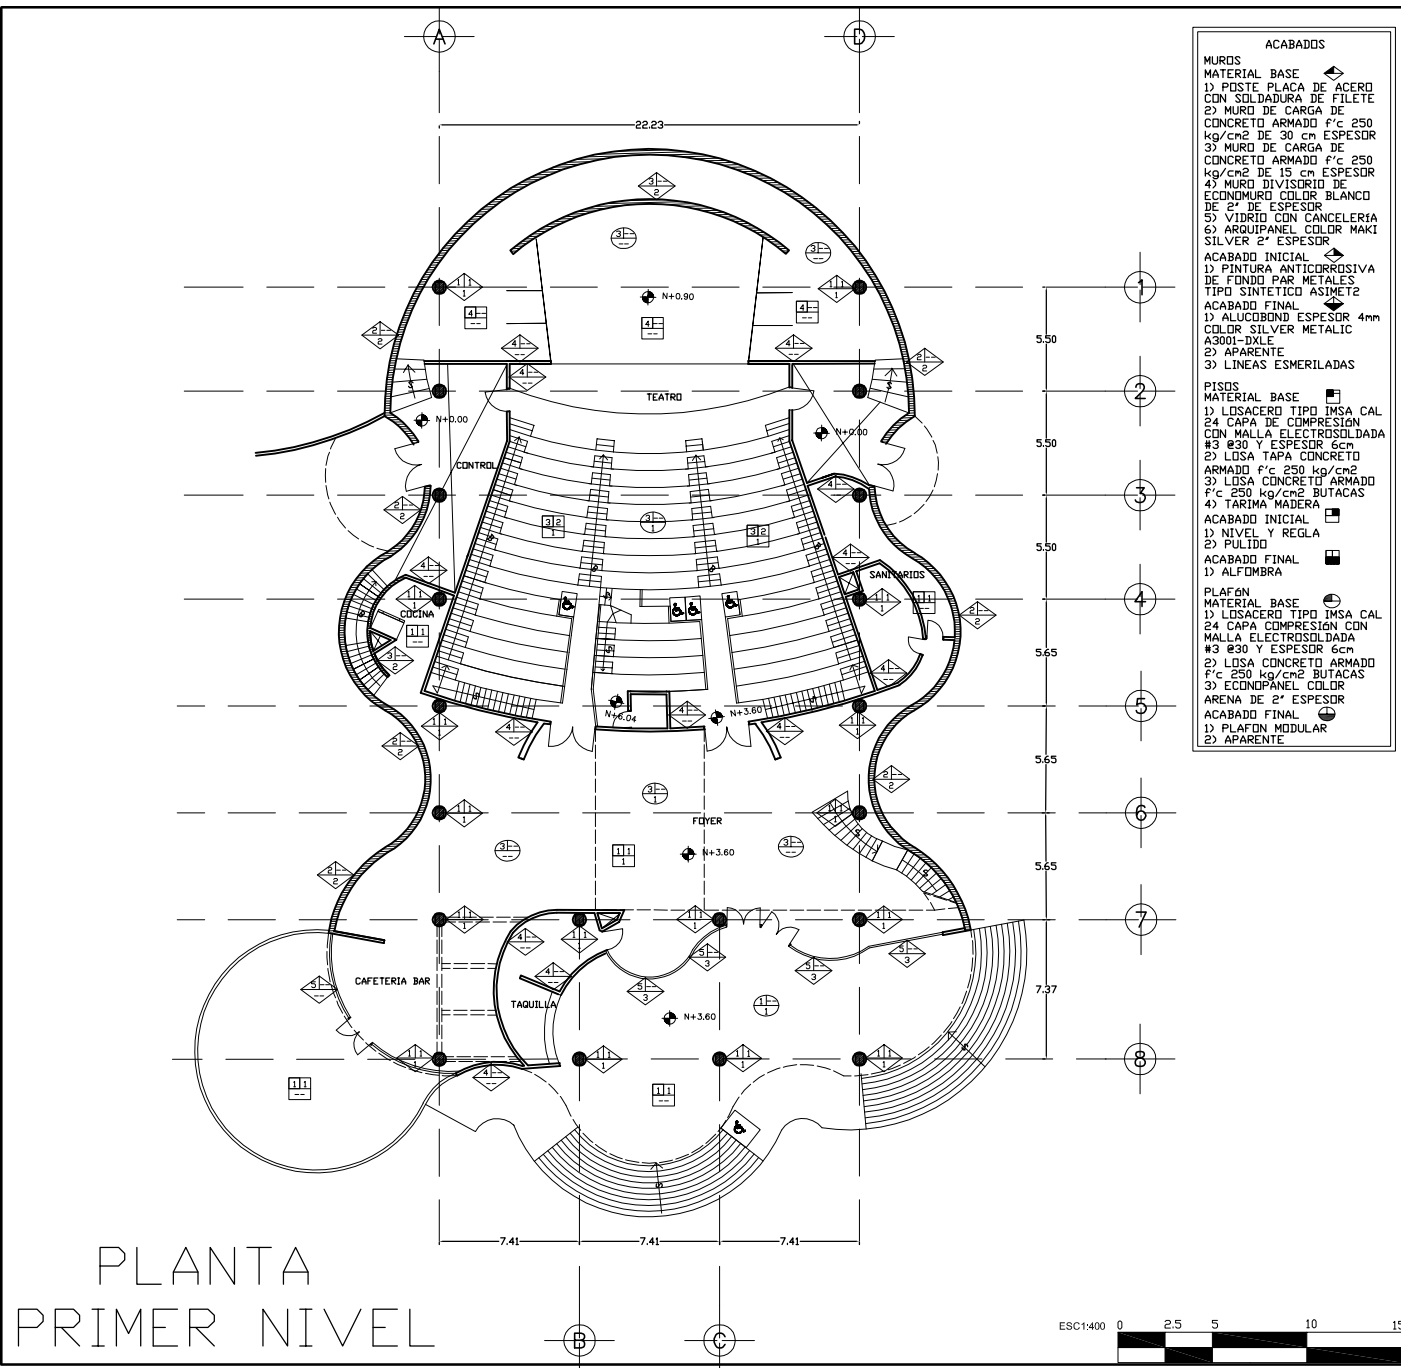 A
D
22.23
ACABADOS
MUROS
MATERIAL BASE
1) POSTE PLACA DE ACERO
CON SOLDADURA DE FILETE
2) MURO DE CARGA DE
CONCRETO ARMADO f'c 250
kg/cm2 DE 30 cm ESPESOR
3) MURO DE CARGA DE
CONCRETO ARMADO f'c 250
kg/cm2 DE 15 cm ESPESOR
4) MURO DIVISORIO DE
ECONOMURO COLOR BLANCO
DE 2" DE ESPESOR
5) VIDRIO CON CANCELERíA
6) ARQUIPANEL COLOR MAKI
SILVER 2" ESPESOR
ACABADO INICIAL
1) PINTURA ANTICORROSIVA
DE FONDO PAR METALES
TIPO SINTETICO ASIMET2
ACABADO FINAL
1) ALUCOBOND ESPESOR 4mm
COLOR SILVER METALIC
A3001-DXLE
2) APARENTE
3) LINEAS ESMERILADAS
PISOS
MATERIAL BASE
1) LOSACERO TIPO IMSA CAL
24 CAPA DE COMPRESIóN
CON MALLA ELECTROSOLDADA
#3 @30 Y ESPESOR 6cm
2) LOSA TAPA CONCRETO
ARMADO f'c 250 kg/cm2
3) LOSA CONCRETO ARMADO
f'c 250 kg/cm2 BUTACAS
4) TARIMA MADERA
ACABADO INICIAL
1) NIVEL Y REGLA
2) PULIDO
ACABADO FINAL
1) ALFOMBRA
PLAFóN
MATERIAL BASE
1) LOSACERO TIPO IMSA CAL
24 CAPA COMPRESIóN CON
MALLA ELECTROSOLDADA
#3 @30 Y ESPESOR 6cm
2) LOSA CONCRETO ARMADO
f'c 250 kg/cm2 BUTACAS
3) ECONOPANEL COLOR
ARENA DE 2" ESPESOR
ACABADO FINAL
1) PLAFON MODULAR
2) APARENTE
N+0.90
1
5.50
2
TEATRO
N+0.00
N+0.00
5.50
CONTROL
3
5.50
SANITARIOS
4
COCINA
5.65
N+6.04
N+3.60
5
5.65
6
FOYER
N+3.60
5.65
7
CAFETERIA BAR
TAQUILLA
N+3.60
7.37
8
7.41
7.41
7.41
PLANTA
PRIMER NIVEL
B
C
ESC1:400
0 2.5 5 10 15